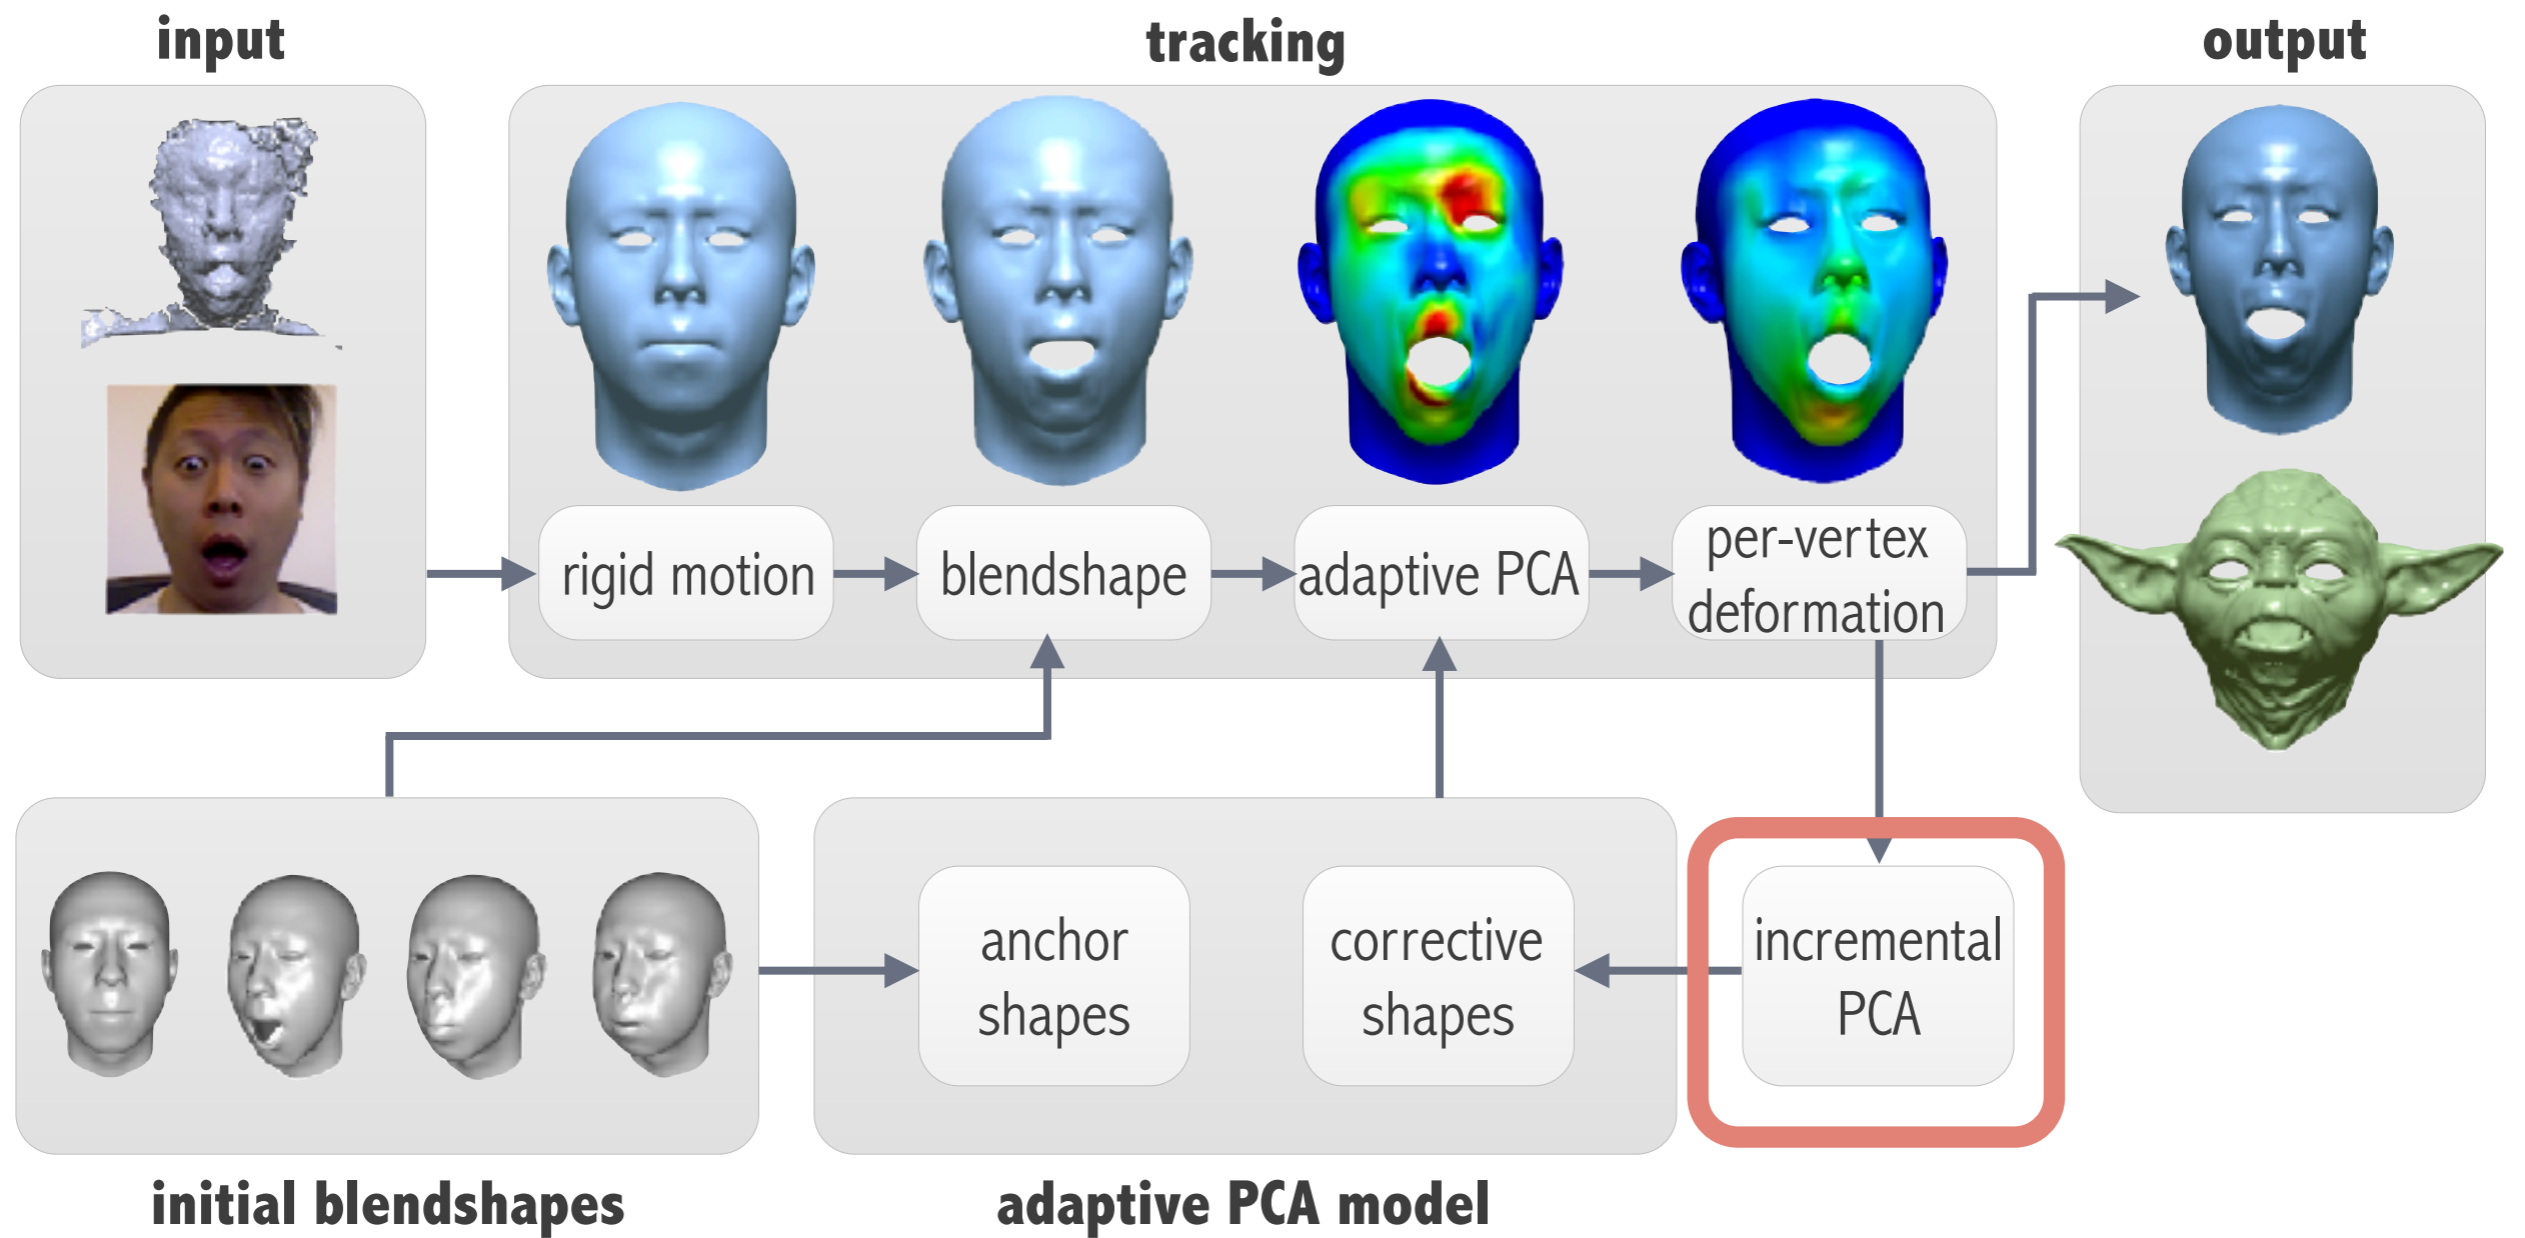 input
tracking
output
rigid motion
blendshape
adaptive PCA
per-vertex
deformation
anchor
shapes
corrective
shapes
incremental
PCA
initial blendshapes
adaptive PCA model